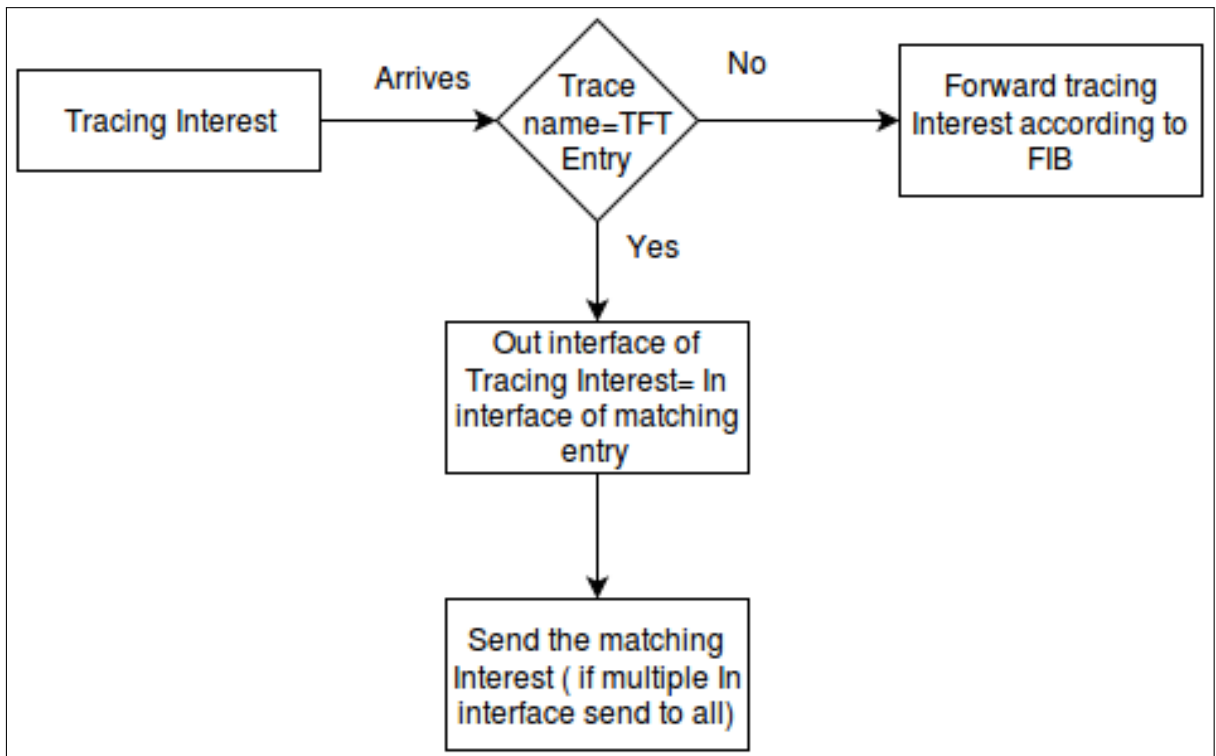 Tracing Interest
Arrives
Trace
name=TFT
Entry
No
Forward tracing
Interest according to
FIB
Yes
Out interface of
Tracing Interest= In
interface of matching
entry
Send the matching
Interest ( if multiple In
interface send to all)